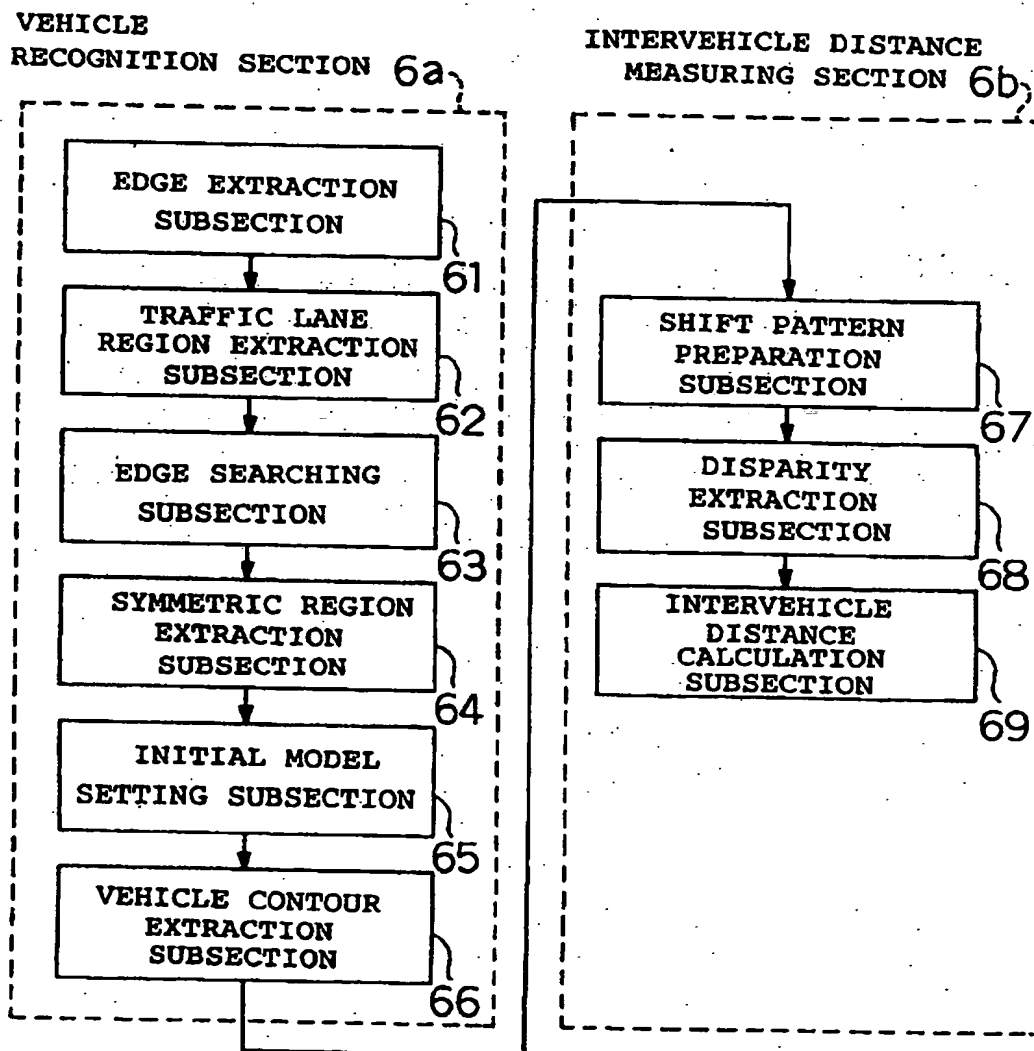 VEHICLE
RECOGNITION SECTION 6a
EDGE EXTRACTION
SUBSECTION
61
TRAFFIC LANE
REGION EXTRACTION
SUBSECTION
62
EDGE SEARCHING
SUBSECTION
63
SYMMETRIC REGION
EXTRACTION
SUBSECTION
64
INITIAL MODEL
SETTING SUBSECTION
65
VEHICLE CONTOUR
EXTRACTION
SUBSECTION
66
INTERVEHICLE DISTANCE
MEASURING SECTION 6b
SHIFT PATTERN
PREPARATION
SUBSECTION
67
DISPARITY
EXTRACTION
SUBSECTION
68
INTERVEHICLE
DISTANCE
CALCULATION
SUBSECTION
69